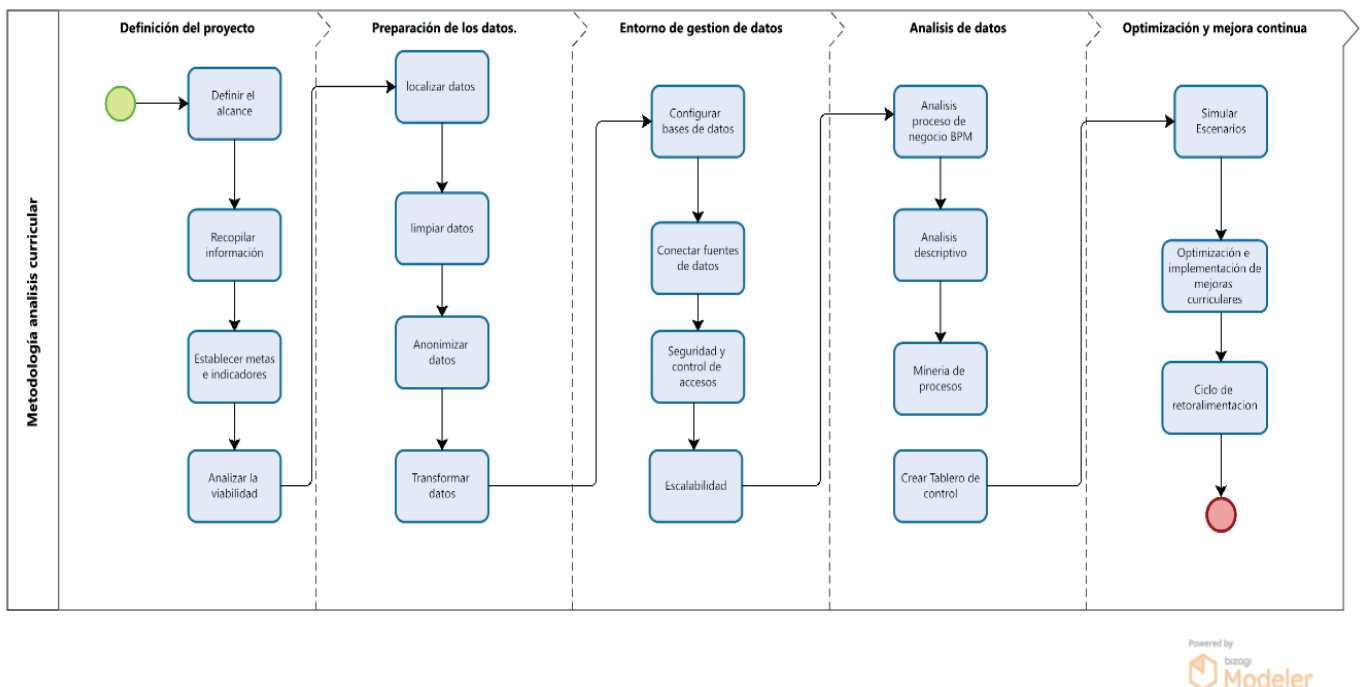 Metodología analisis curricular
Definición del proyecto
Preparación de los datos.
Entorno de gestion de datos
Analisis de datos
Optimización y mejora continua
Definir el
alcance
Recopilar
información
Establecer metas
e indicadores
Analizar la
viabilidad
localizar datos
limpiar datos
Anonimizar
datos
Transformar
datos
Configurar
bases de datos
Conectar fuentes
de datos
Seguridad y
control de
accesos
Escalabilidad
Analisis
proceso de
negocio BPM
Analisis
descriptivo
Mineria de
procesos
Crear Tablero de
control
Simular
Escenarios
Optimización e
implementación de
mejoras
curriculares
Ciclo de
retoralimentacion
Powered by
bizagi
Modeler